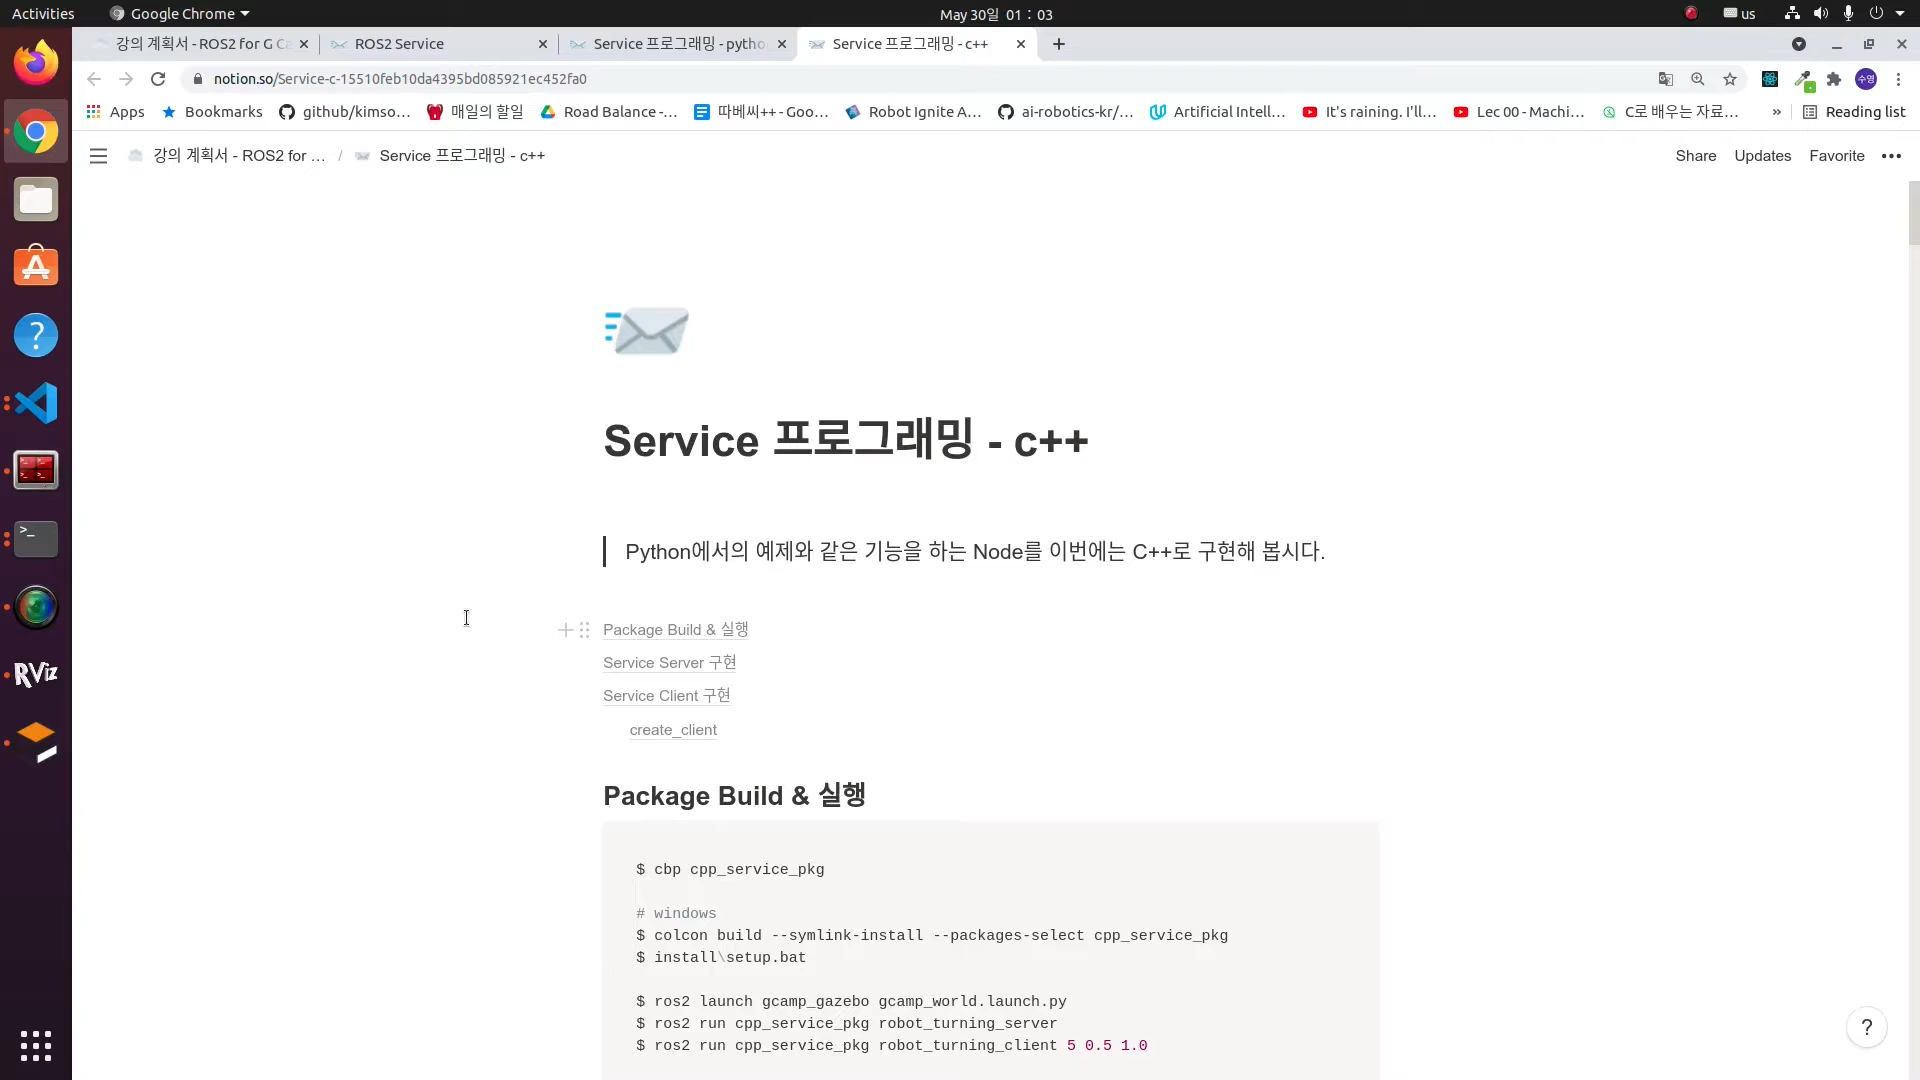 Activities
Google Chrome
May 30일 01 : 03
us
강의 계획서 - ROS2 for G Ca
ROS2 Service
Service 프로그래밍 - pytho
Service 프로그래밍 - c++
notion.so/Service-c-15510feb10da4395bd085921ec452fa0
수영
Apps
Bookmarks
github/kimso...
매일의 할일
Road Balance -...
따베씨++ - Goo...
Robot Ignite A...
ai-robotics-kr/...
Artificial Intell...
It's raining. I'll...
Lec 00 - Machi...
C로 배우는 자료...
»
Reading list
강의 계획서 - ROS2 for ...
/
Service 프로그래밍 - c++
Share
Updates
Favorite
Service 프로그래밍 - c++
Python에서의 예제와 같은 기능을 하는 Node를 이번에는 C++로 구현해 봅시다.
Package Build & 실행
Service Server 구현
Service Client 구현
create_client
RViz
Package Build & 실행
$ cbp cpp_service_pkg
# windows
$ colcon build --symlink-install --packages-select cpp_service_pkg
$ install\setup.bat
$ ros2 launch gcamp_gazebo gcamp_world.launch.py
$ ros2 run cpp_service_pkg robot_turning_server
$ ros2 run cpp_service_pkg robot_turning_client 5 0.5 1.0
?